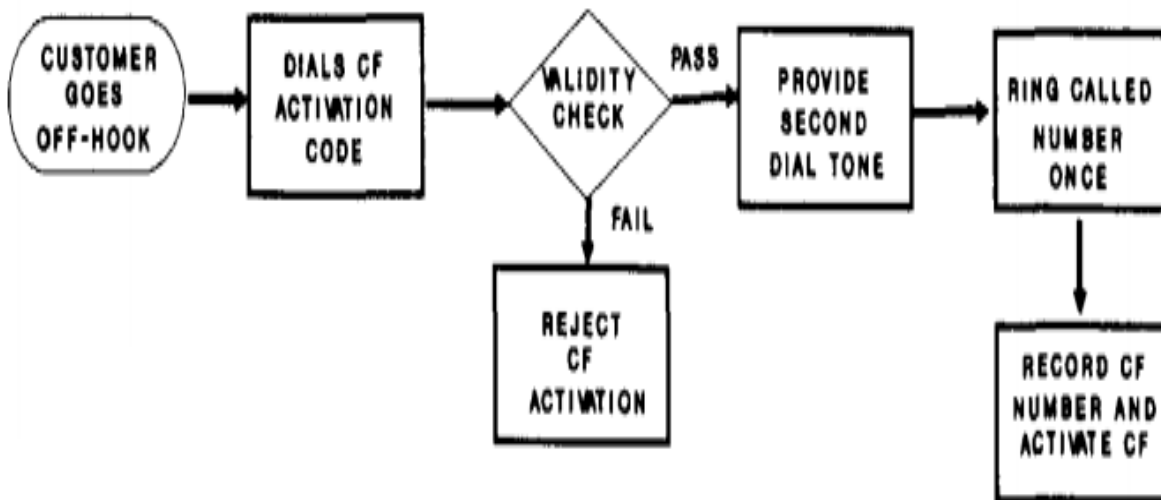 CUSTOMER
GOES
OFF-HOOK
DIALS CF
ACTIVATION
CODE
VALIDITY
CHECK
PASS
PROVIDE
SECOND
DIAL TONE
RING CALLED
NUMBER
ONCE
FAIL
REJECT
CF
ACTIVATION
RECORD CF
NUMBER AND
ACTIVATE CF